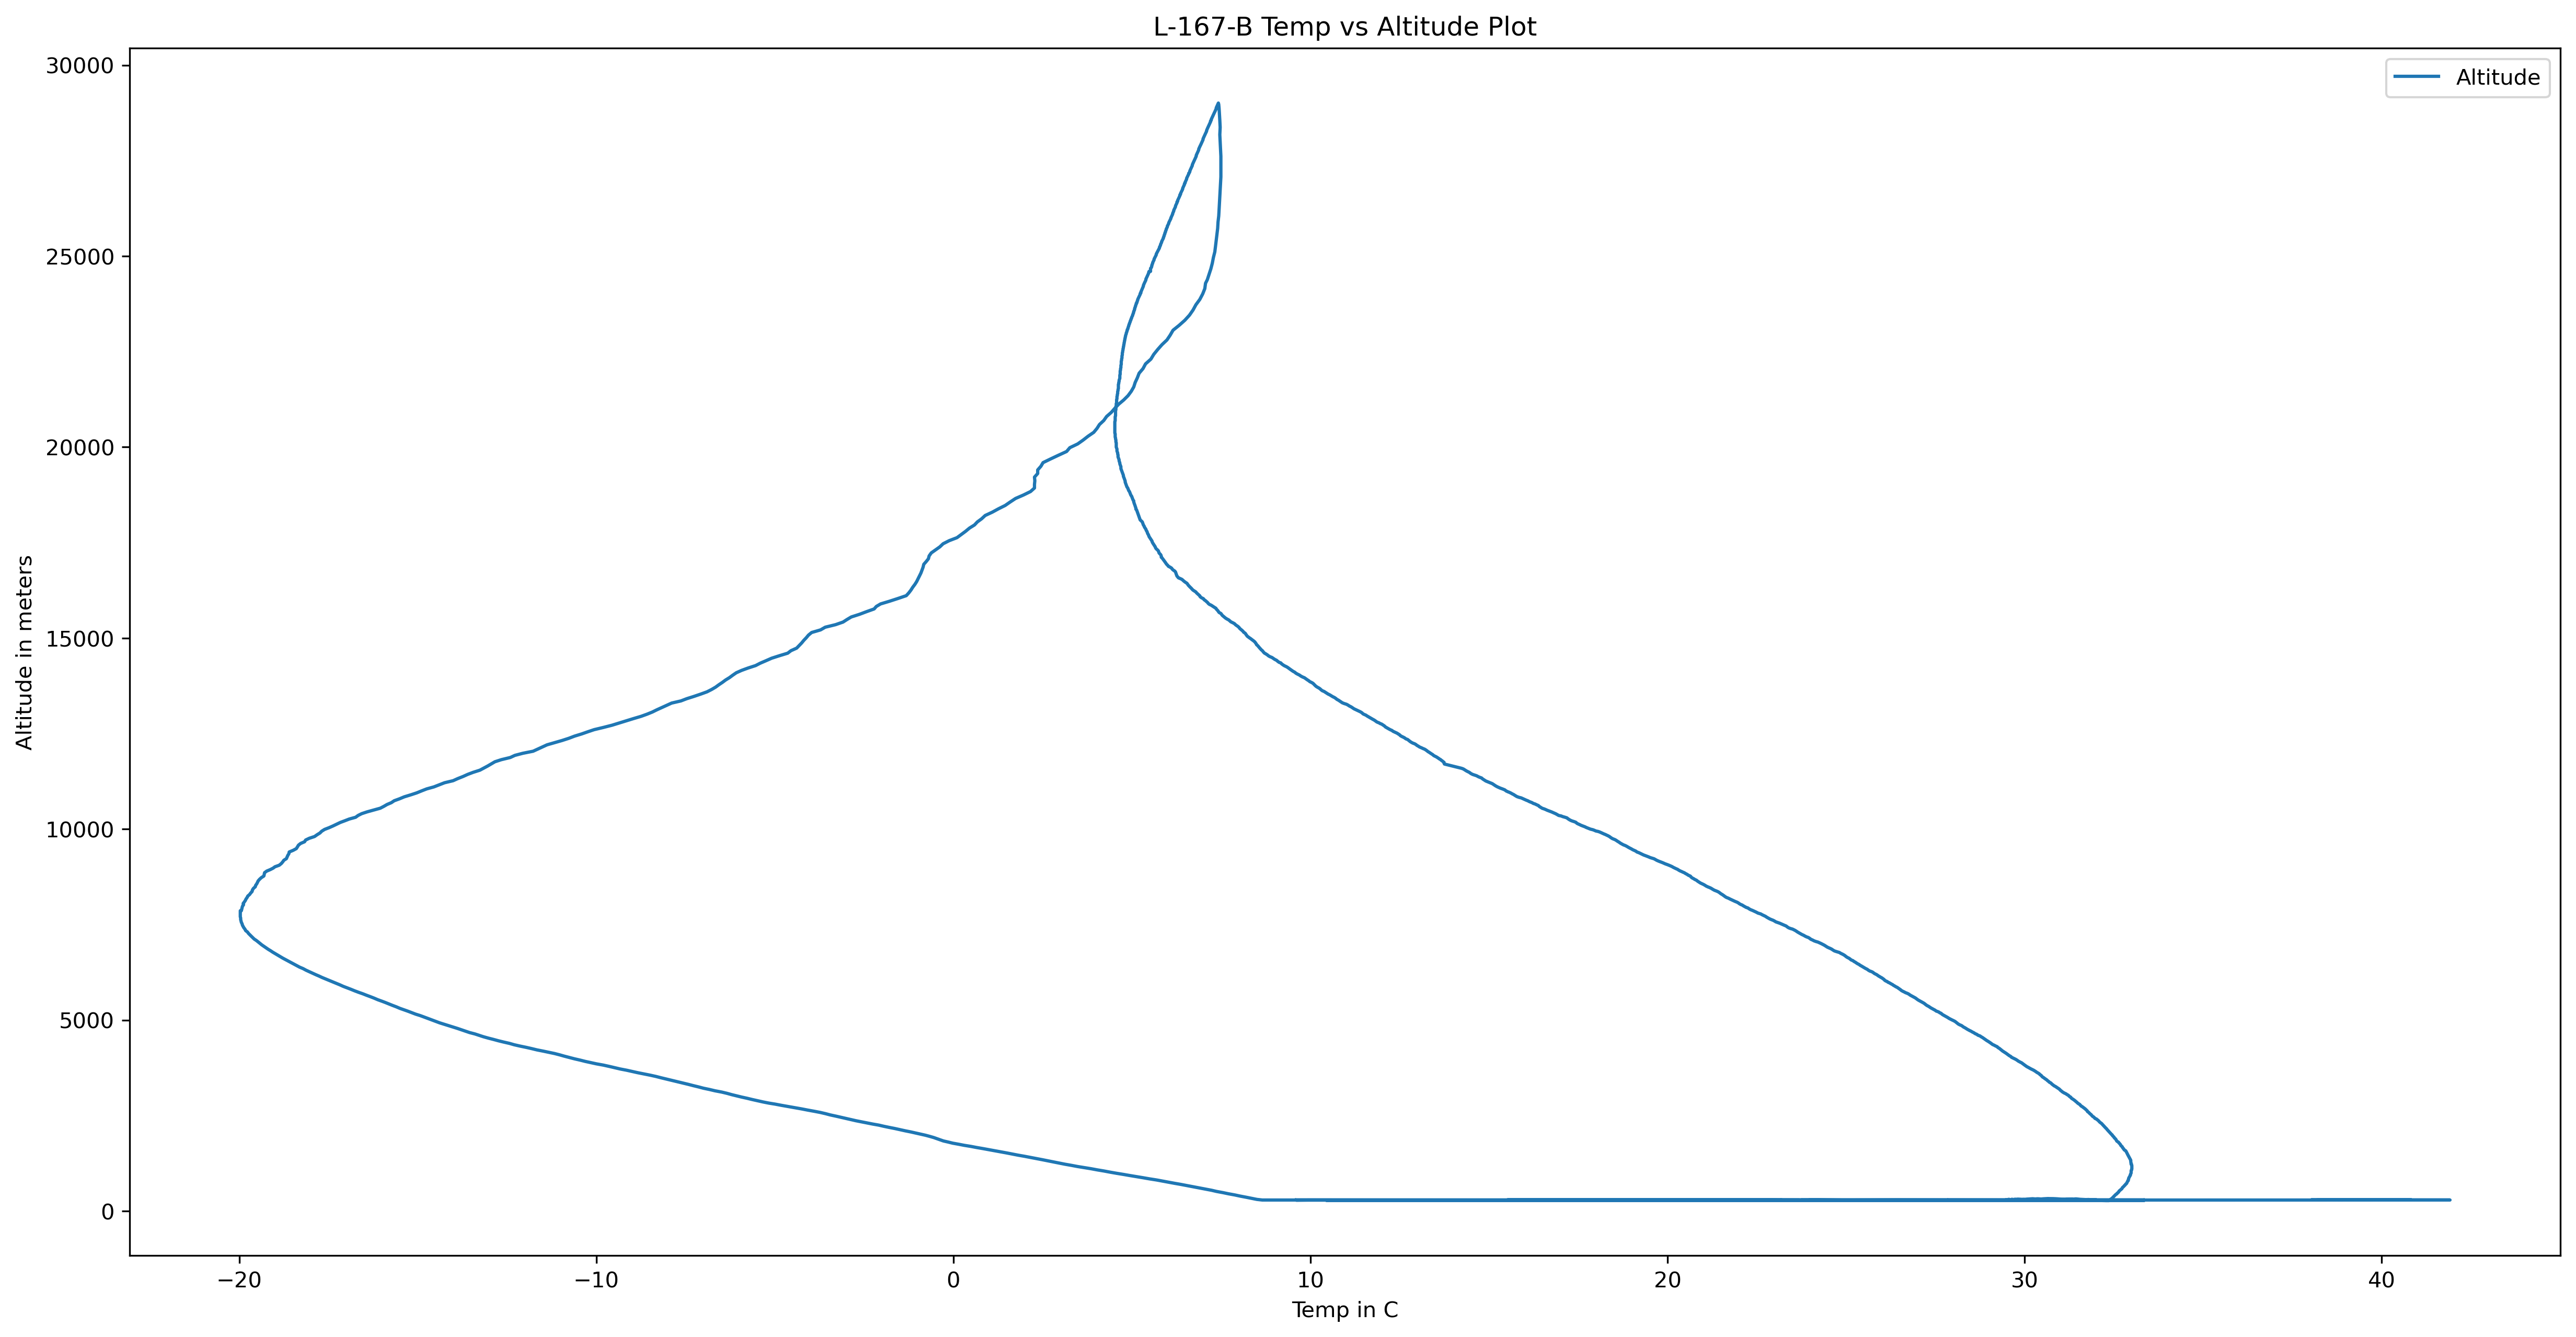 L-167-B Temp vs Altitude Plot
Altitude
30000
25000
20000
15000
10000
5000
0
Altitude in meters
−20 −10 0 10 20 30 40
Temp in C